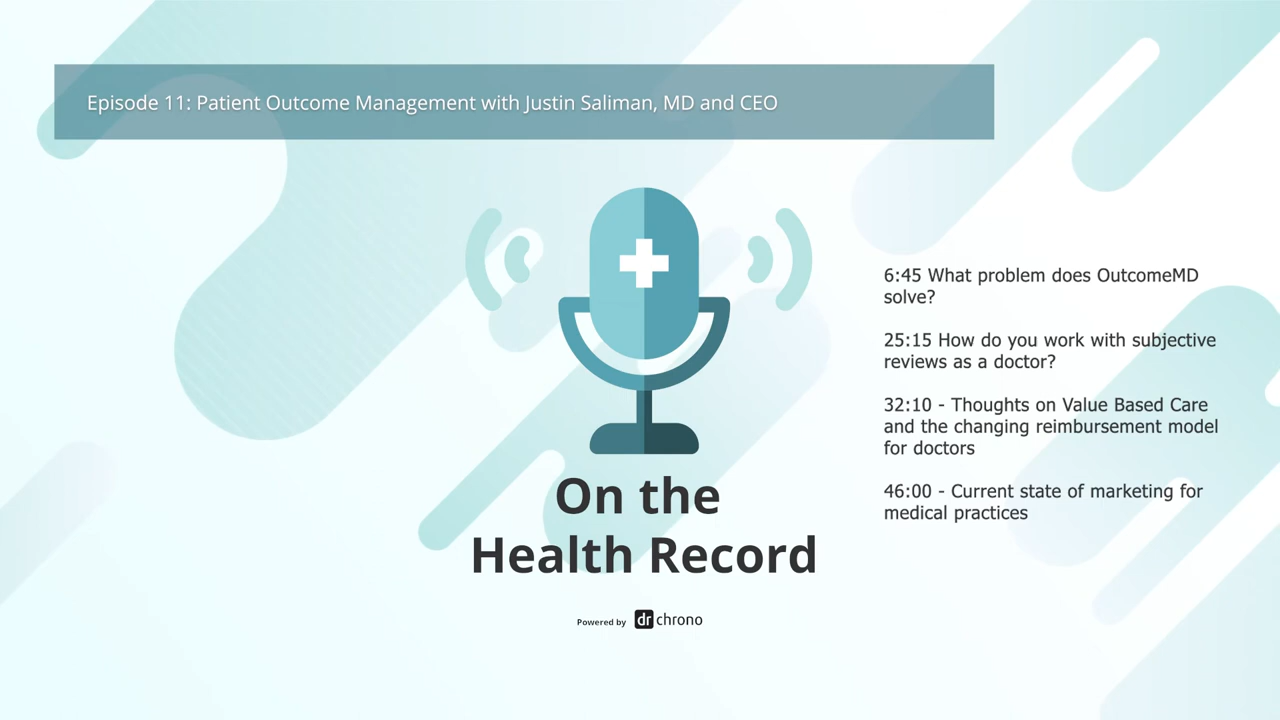 Episode 11: Patient Outcome Management with Justin Saliman, MD and CEO
6:45 What problem does OutcomeMD
solve?
25:15 How do you work with subjective
reviews as a doctor?
32:10 - Thoughts on Value Based Care
and the changing reimbursement model
for doctors
46:00 - Current state of marketing for
medical practices
On the
Health Record
Powered by dr chrono